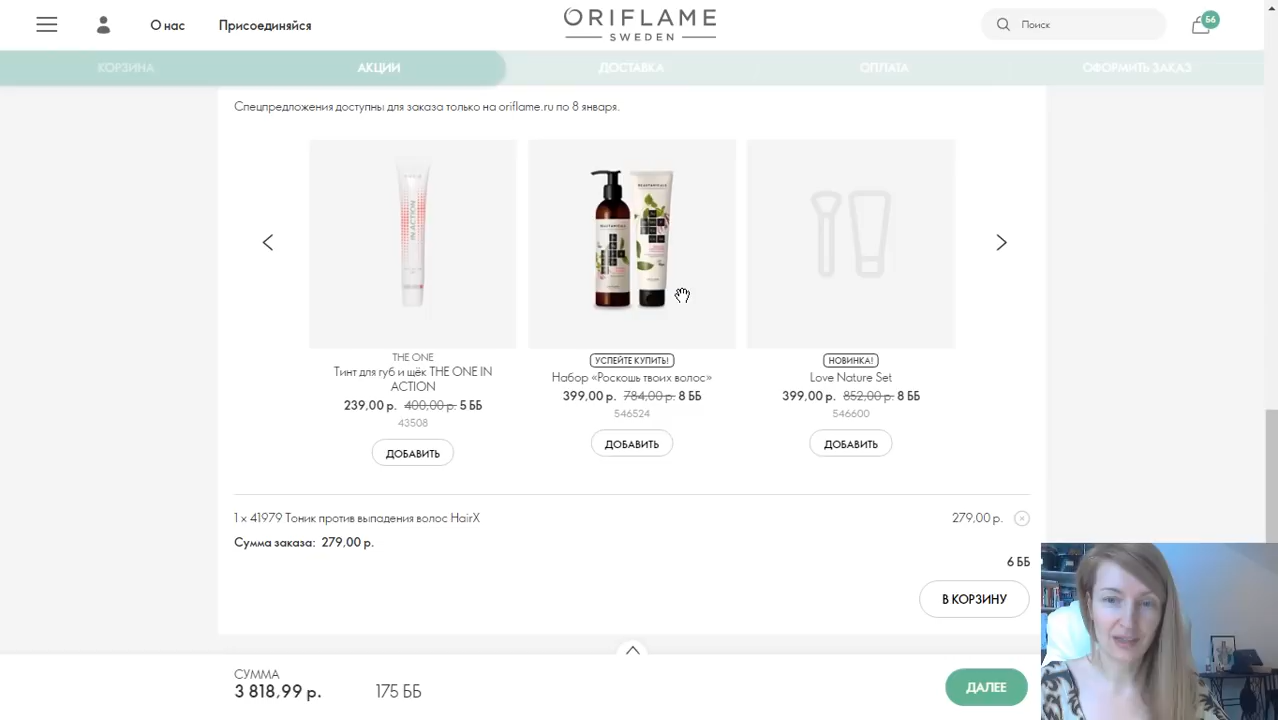 О нас
Присоединяйся
ORIFLAME
SWEDEN
Поиск
56
КОРЗИНА
АКЦИИ
ДОСТАВКА
ОПЛАТА
ОФОРМИТЬ ЗАКАЗ
Спецпредложения доступны для заказа только на oriflame.ru по 8 января.
IN ACTION
THE ONE
Тинт для губ и щёк THE ONE IN
ACTION
239,00 р. 400,00 р. 5 ББ
43508
ДОБАВИТЬ
УСПЕЙТЕ КУПИТЬ!
Набор «Роскошь твоих волос»
399,00 р. 784,00 р. 8 ББ
546524
ДОБАВИТЬ
НОВИНКА!
Love Nature Set
399,00 р. 852,00 р. 8 ББ
546600
ДОБАВИТЬ
1 x 41979 Тоник против выпадения волос HairX 279,00 р.
Сумма заказа: 279,00 р.
6 ББ
В КОРЗИНУ
СУММА
3 818,99 р. 175 ББ
ДАЛЕЕ